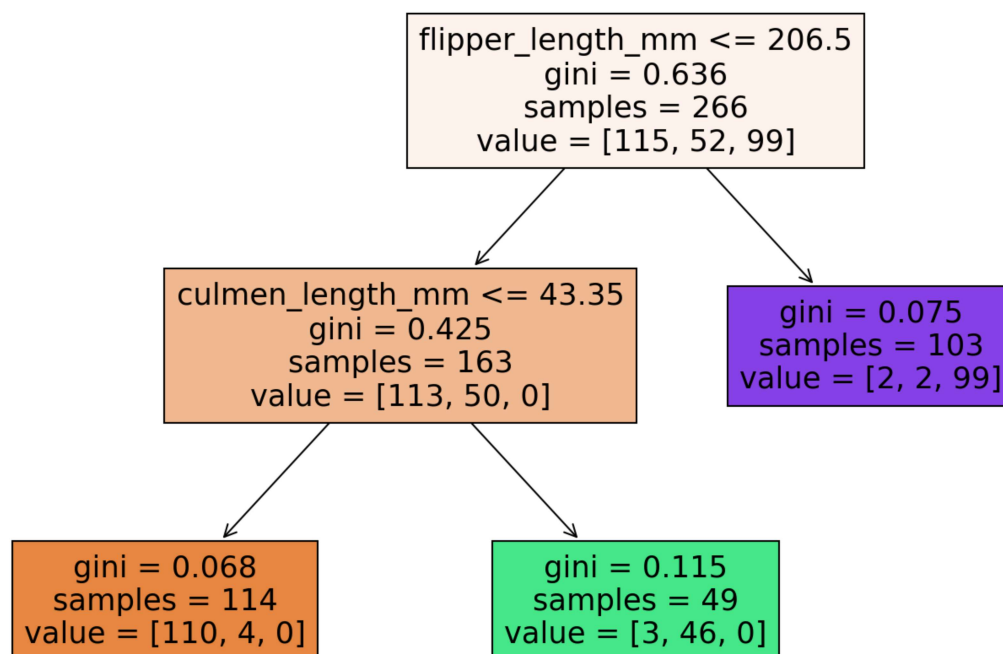 flipper_length_mm <= 206.5
gini = 0.636
samples = 266
value = [115, 52, 99]
culmen_length_mm <= 43.35
gini = 0.425
samples = 163
value = [113, 50, 0]
gini = 0.075
samples = 103
value = [2, 2, 99]
gini = 0.068
samples = 114
value = [110, 4, 0]
gini = 0.115
samples = 49
value = [3, 46, 0]